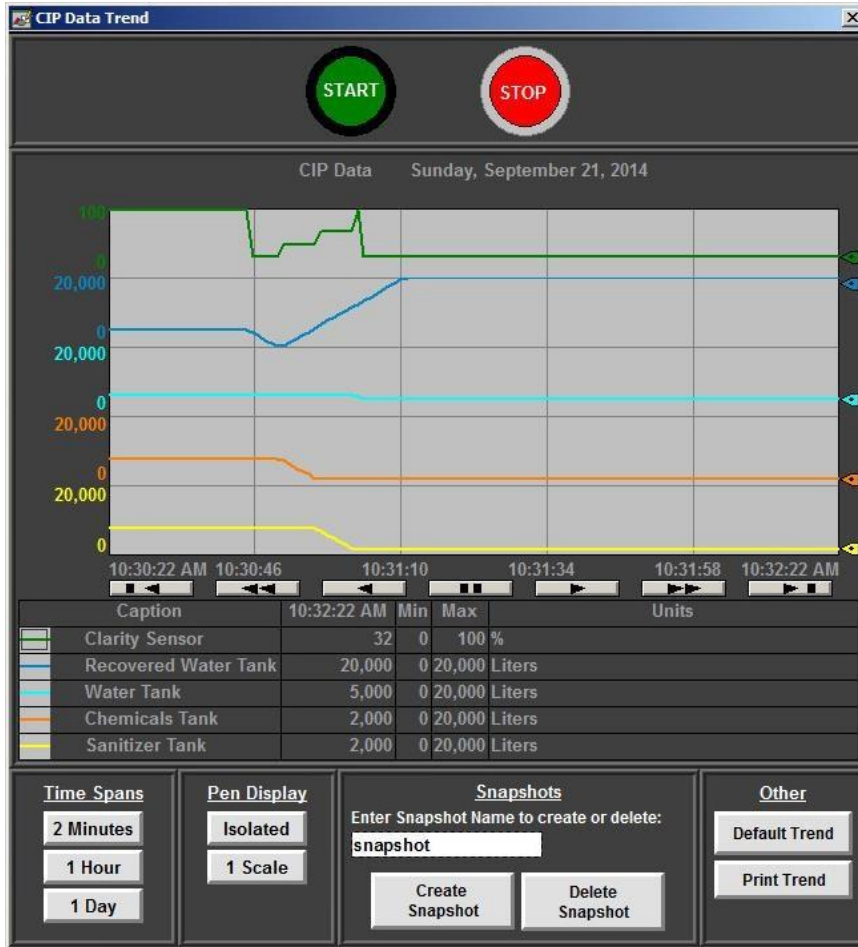 CIP Data Trend
START
STOP
CIP Data Sunday, September 21, 2014
100
0
20,000
0
20,000
0
20,000
0
20,000
0
10:30:22 AM 10:30:46 10:31:10 10:31:34 10:31:58 10:32:22 AM
Caption 10:32:22 AM Min Max Units
Clarity Sensor 32 0 100 %
Recovered Water Tank 20,000 0 20,000 Liters
Water Tank 5,000 0 20,000 Liters
Chemicals Tank 2,000 0 20,000 Liters
Sanitizer Tank 2,000 0 20,000 Liters
Time Spans
2 Minutes
1 Hour
1 Day
Pen Display
Isolated
1 Scale
Snapshots
Enter Snapshot Name to create or delete:
snapshot
Create
Snapshot
Delete
Snapshot
Other
Default Trend
Print Trend